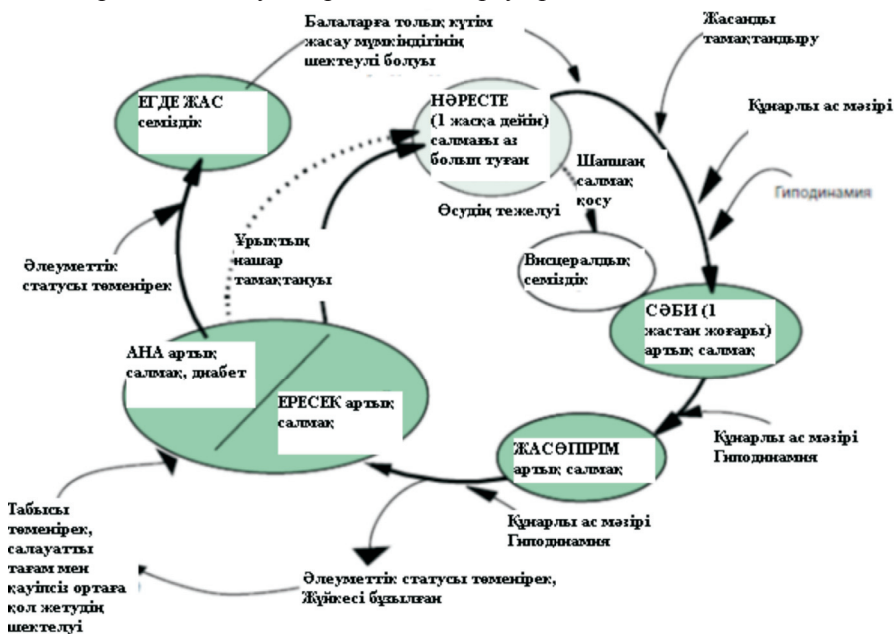 Балаларға толық күтім
жасау мүмкіндігінің
шектеулі болуы
Жасанды
тамақтандыру
ЕГДЕ ЖАС
семіздік
НӘРЕСТЕ
(1 жасқа дейін)
салмағы аз
болып туған
Құнарлы ас мәзірі
Шапшаң
салмақ
қосу
Гиподинамия
Өсудің тежелуі
Ұрықтың
нашар
тамақтануы
Әлеуметтік
статусы төменірек
Висцералдық
семіздік
СӘБИ (1
жастан жоғары)
артық салмақ
АНА артық
салмақ, диабет
ЕРЕСЕК артық
салмақ
ЖАСӨПІРІМ
артық салмақ
Құнарлы ас мәзірі
Гиподинамия
Құнарлы ас мәзірі
Гиподинамия
Табысы
төменірек,
салауатты
тағам мен
қауіпсіз ортаға
қол жетудің
шектелуі
Әлеуметтік статусы төменірек,
Жүйкесі бұзылған